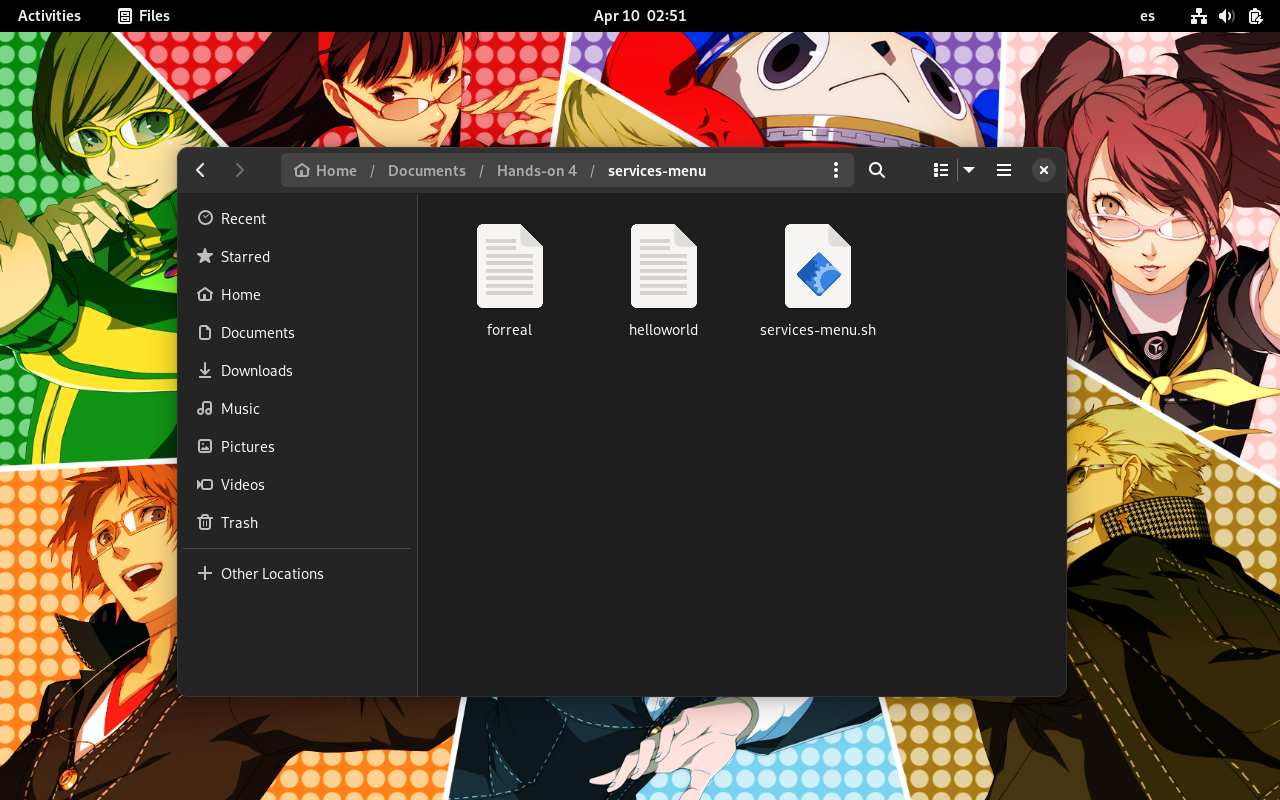 Activities Files Apr 10 02:51 es
Home / Documents / Hands-on 4 / services-menu
Recent
Starred
Home
Documents
Downloads
Music
Pictures
Videos
Trash
Other Locations
forreal
helloworld
services-menu.sh